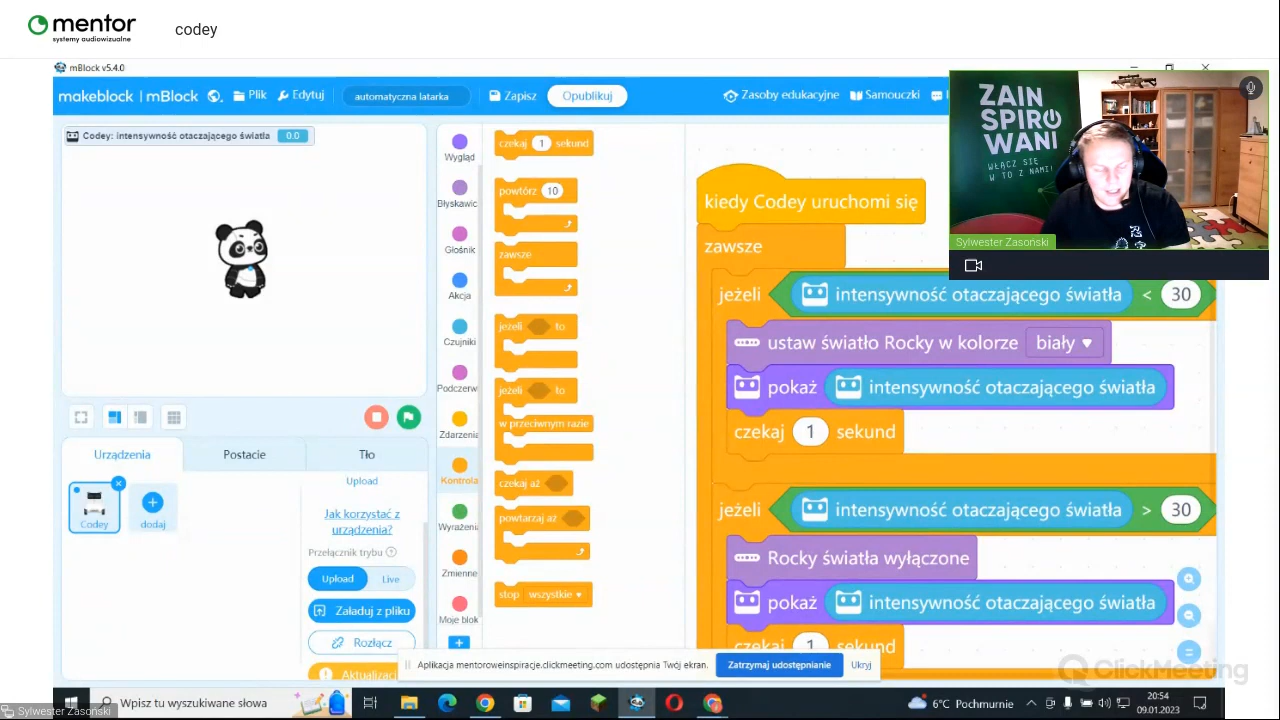 mentor
systemy audiowizualne
codey
mBlock v5.4.0
makeblock | mBlock
Plik
Edytuj
automatyczna latarka
Zapisz
Opublikuj
Zasoby edukacyjne
Samouczki
Codey: intensywność otaczającego światła 0.0
Wygląd
Błyskawic
Głośnik
Akcja
Czujniki
Podczerw
Zdarzenia
Kontrola
Wyrażeni
Zmienne
Moje blok
czekaj 1 sekund
powtórz 10
zawsze
jeżeli to
jeżeli to
w przeciwnym razie
czekaj aż
powtarzaj aż
stop wszystkie
kiedy Codey uruchomi się
zawsze
jeżeli intensywność otaczającego światła < 30
ustaw światło Rocky w kolorze biały
pokaż intensywność otaczającego światła
czekaj 1 sekund
jeżeli intensywność otaczającego światła > 30
Rocky światła wyłączone
pokaż intensywność otaczającego światła
czekaj 1 sekund
ZAIN
SPIRO
WANI
WŁĄCZ SIĘ
W TO Z NAMI!
Sylwester Zasoński
Urządzenia
Postacie
Tło
Codey
dodaj
Upload
Jak korzystać z
urządzenia?
Przełącznik trybu
Upload
Live
Załaduj z pliku
Rozłącz
Aktualizacj
Aplikacja mentoroweinspiracje.clickmeeting.com udostępnia Twój ekran.
Zatrzymaj udostępnianie
Ukryj
ClickMeeting
Wpisz tu wyszukiwane słowa
6°C Pochmurnie
20:54
09.01.2023
Sylwester Zasoński